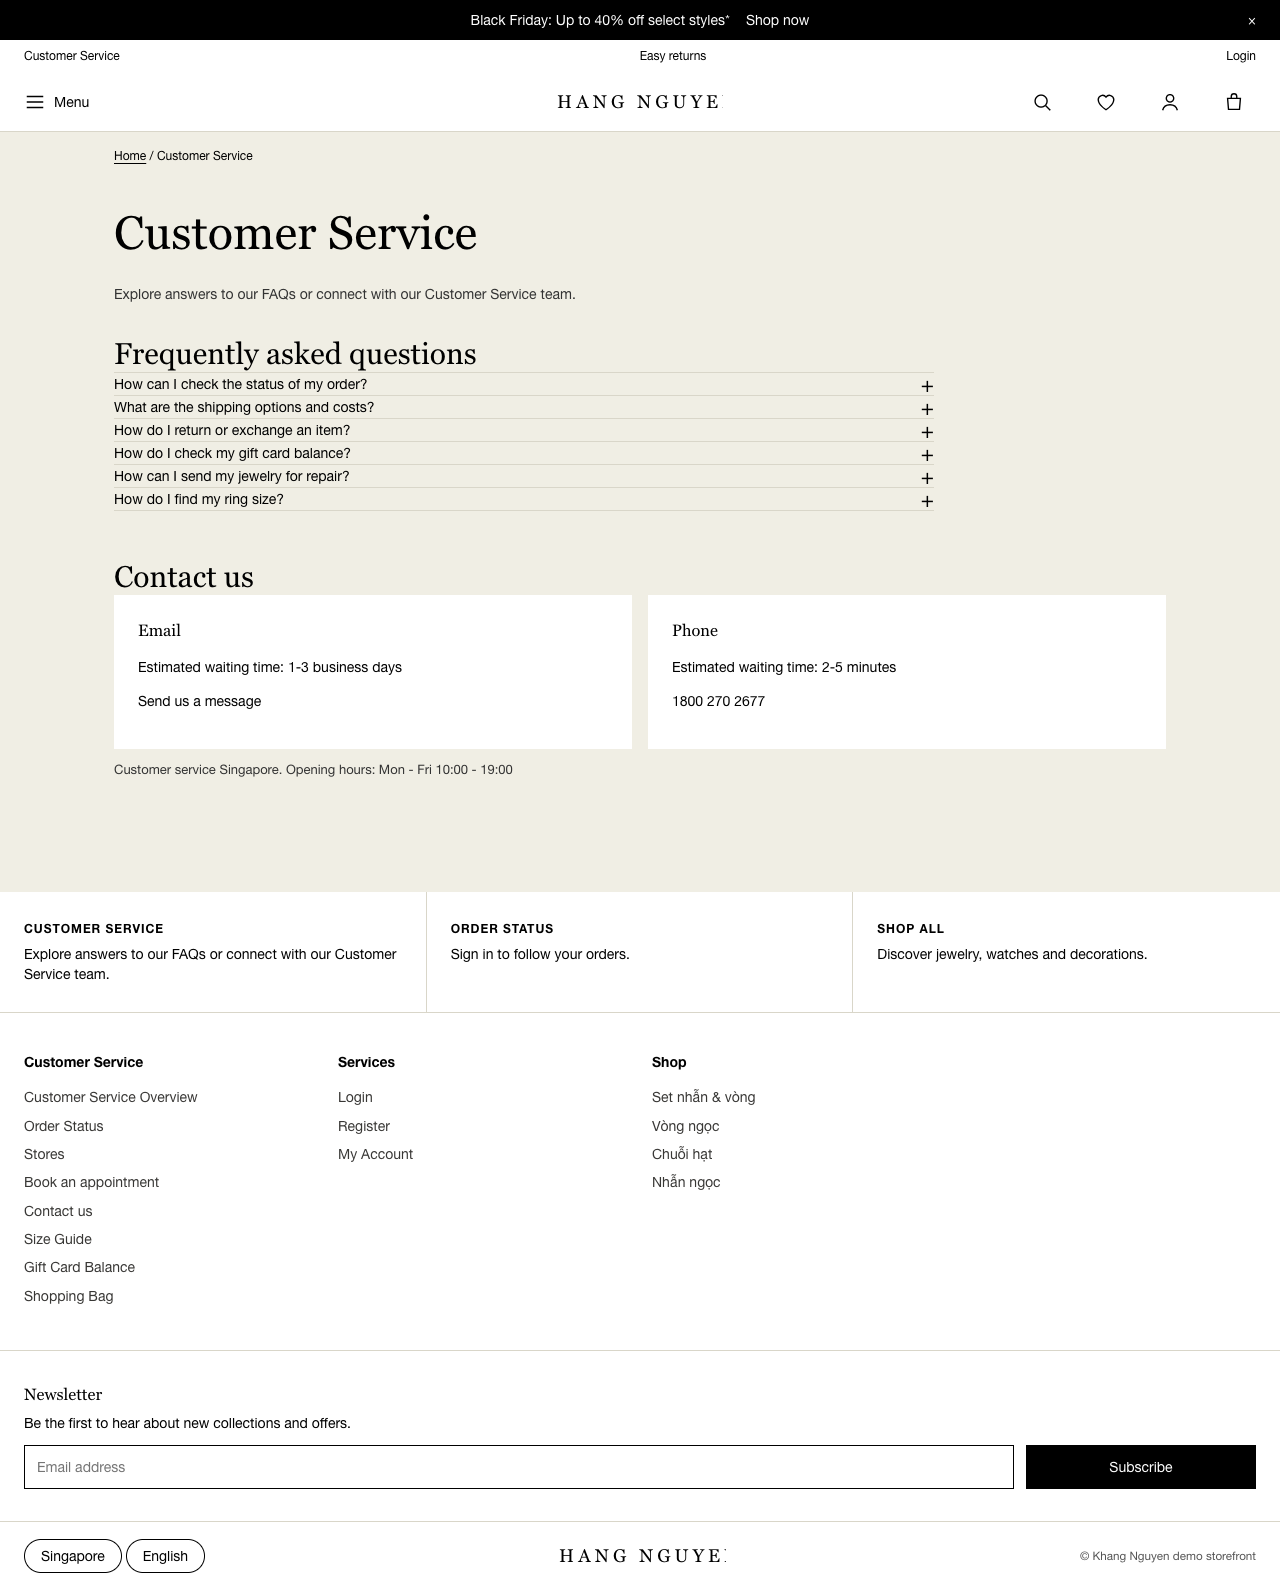 Black Friday: Up to 40% off select styles* Shop now ×
Customer Service Easy returns Login
Menu HANG NGUYE
Home / Customer Service
Customer Service
Explore answers to our FAQs or connect with our Customer Service team.
Frequently asked questions
How can I check the status of my order? +
What are the shipping options and costs? +
How do I return or exchange an item? +
How do I check my gift card balance? +
How can I send my jewelry for repair? +
How do I find my ring size? +
Contact us
Email
Estimated waiting time: 1-3 business days
Send us a message
Phone
Estimated waiting time: 2-5 minutes
1800 270 2677
Customer service Singapore. Opening hours: Mon - Fri 10:00 - 19:00
CUSTOMER SERVICE
Explore answers to our FAQs or connect with our Customer
Service team.
ORDER STATUS
Sign in to follow your orders.
SHOP ALL
Discover jewelry, watches and decorations.
Customer Service
Customer Service Overview
Order Status
Stores
Book an appointment
Contact us
Size Guide
Gift Card Balance
Shopping Bag
Services
Login
Register
My Account
Shop
Set nhẫn & vòng
Vòng ngọc
Chuỗi hạt
Nhẫn ngọc
Newsletter
Be the first to hear about new collections and offers.
Email address Subscribe
Singapore English HANG NGUYE © Khang Nguyen demo storefront